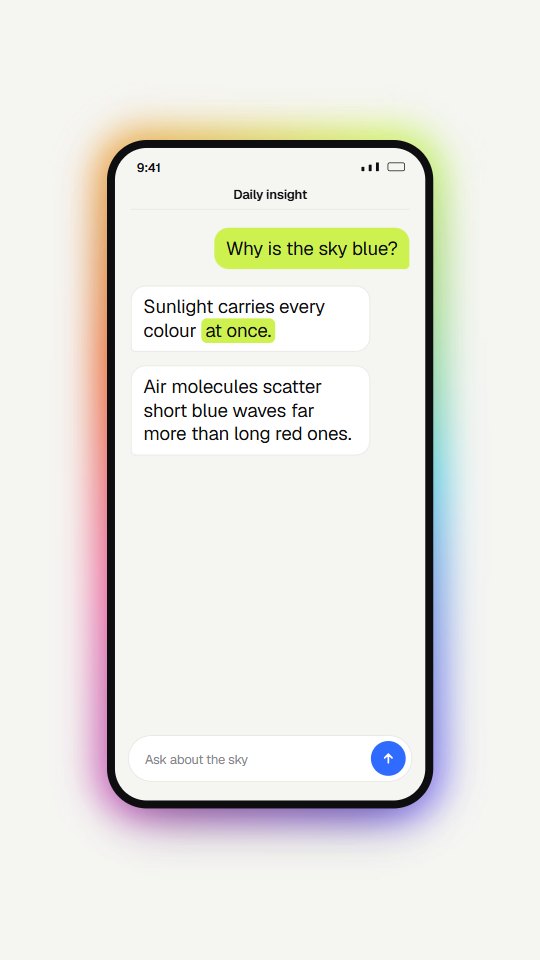 9:41
Daily insight
Why is the sky blue?
Sunlight carries every
colour at once.
Air molecules scatter
short blue waves far
more than long red ones.
Ask about the sky